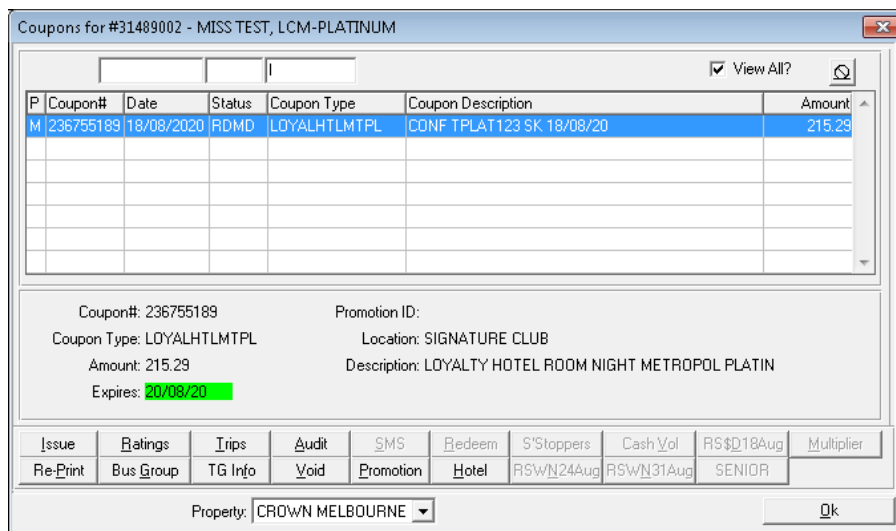 Coupons for #31489002 - MISS TEST, LCM-PLATINUM
View All?
P Coupon# Date Status Coupon Type Coupon Description Amount
M 236755189 18/08/2020 RDMD LOYALHTLMTPL CONF TPLAT123 SK 18/08/20 215.29
Coupon#: 236755189 Promotion ID:
Coupon Type: LOYALHTLMTPL Location: SIGNATURE CLUB
Amount: 215.29 Description: LOYALTY HOTEL ROOM NIGHT METROPOL PLATIN
Expires: 20/08/20
Issue Ratings Trips Audit SMS Redeem S'Stoppers Cash Vol RS$D18Aug Multiplier
Re-Print Bus Group TG Info Void Promotion Hotel RSWN24Aug RSWN31Aug SENIOR
Property: CROWN MELBOURNE Ok